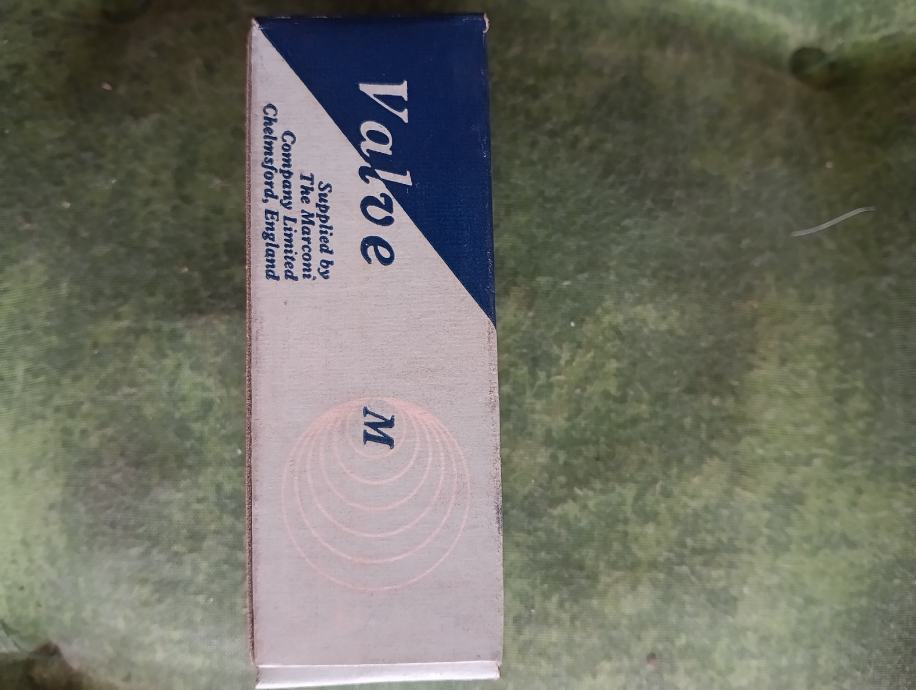 Valve
Supplied by
The Marconi
Company Limited
Chelmsford, England
M